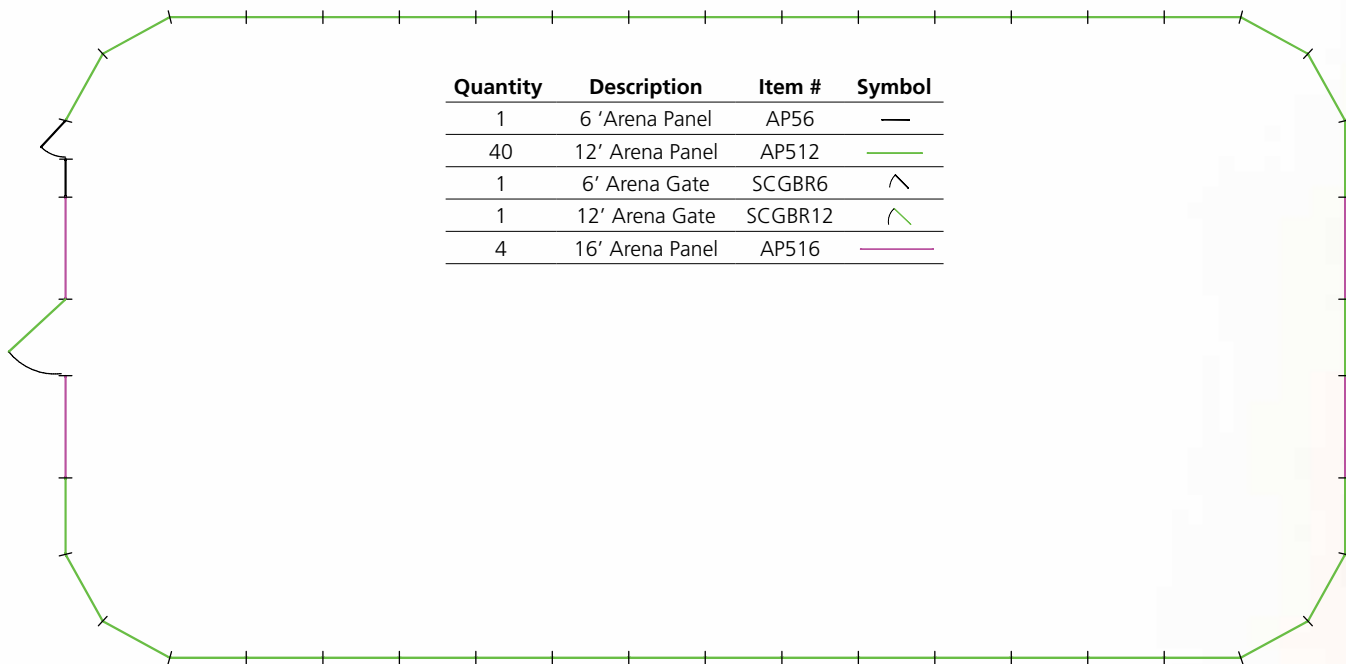 Quantity Description Item # Symbol
1 6 ‘Arena Panel AP56
40 12’ Arena Panel AP512
1 6’ Arena Gate SCGBR6
1 12’ Arena Gate SCGBR12
4 16’ Arena Panel AP516